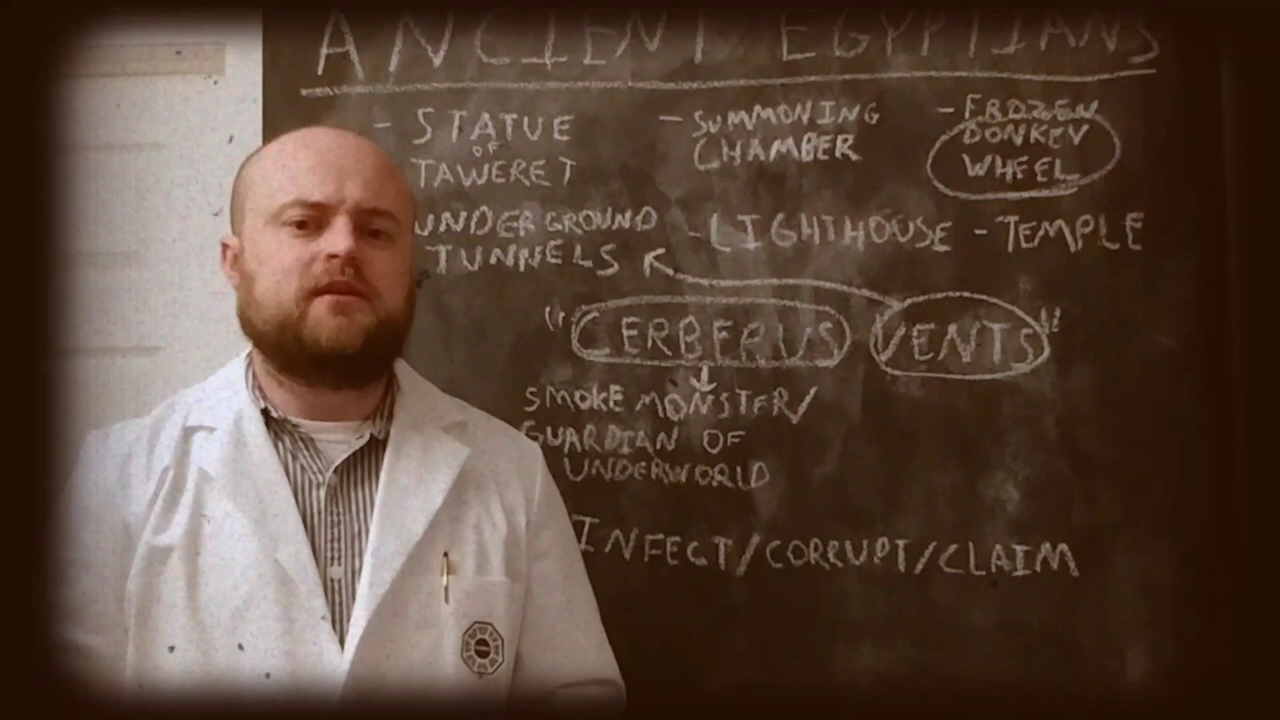 ANCIENT EGYPTIANS
- STATUE
OF
TAWERET
- SUMMONING
CHAMBER
- FROZEN
DONKEY
WHEEL
UNDERGROUND
TUNNELS
- LIGHTHOUSE
- TEMPLE
"CERBERUS VENTS"
SMOKE MONSTER/
GUARDIAN OF
UNDERWORLD
INFECT/CORRUPT/CLAIM